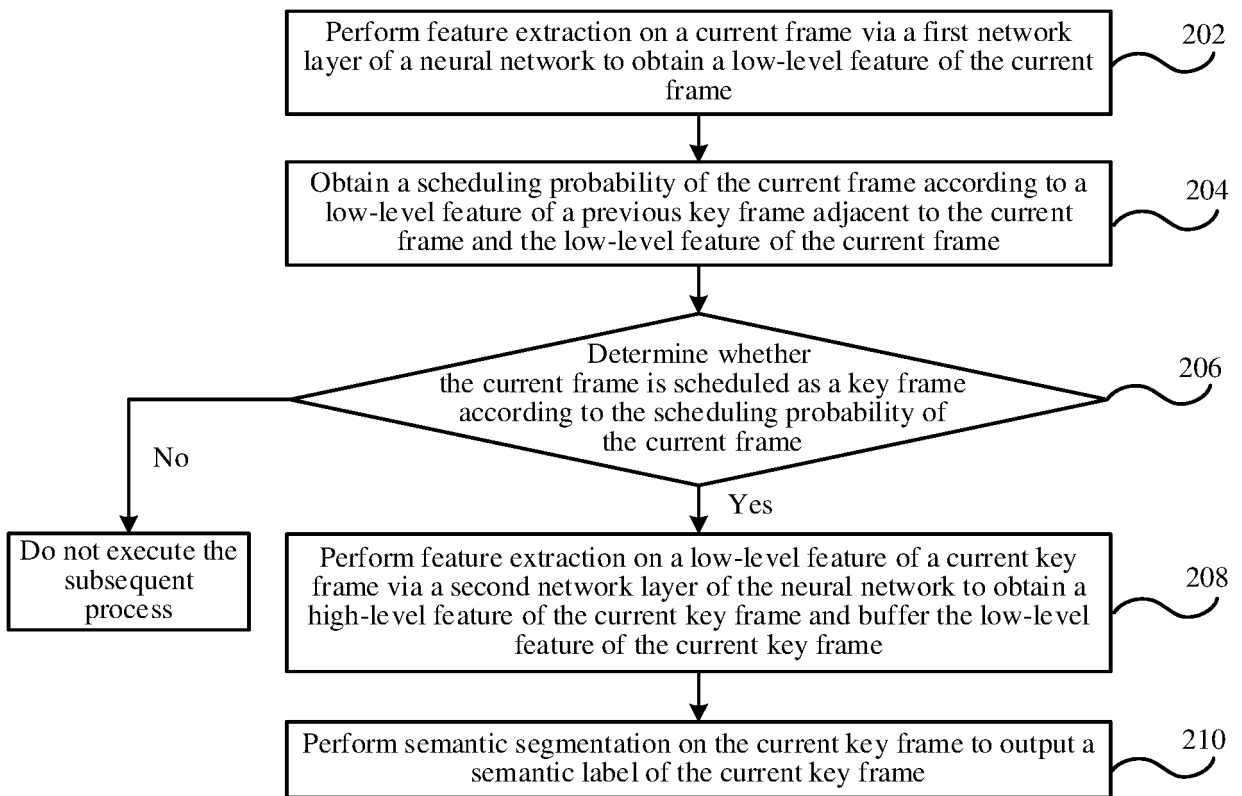 Perform feature extraction on a current frame via a first network
layer of a neural network to obtain a low-level feature of the current
frame
202
Obtain a scheduling probability of the current frame according to a
low-level feature of a previous key frame adjacent to the current
frame and the low-level feature of the current frame
204
Determine whether
the current frame is scheduled as a key frame
according to the scheduling probability of
the current frame
206
No
Yes
Do not execute the
subsequent
process
Perform feature extraction on a low-level feature of a current key
frame via a second network layer of the neural network to obtain a
high-level feature of the current key frame and buffer the low-level
feature of the current key frame
208
Perform semantic segmentation on the current key frame to output a
semantic label of the current key frame
210